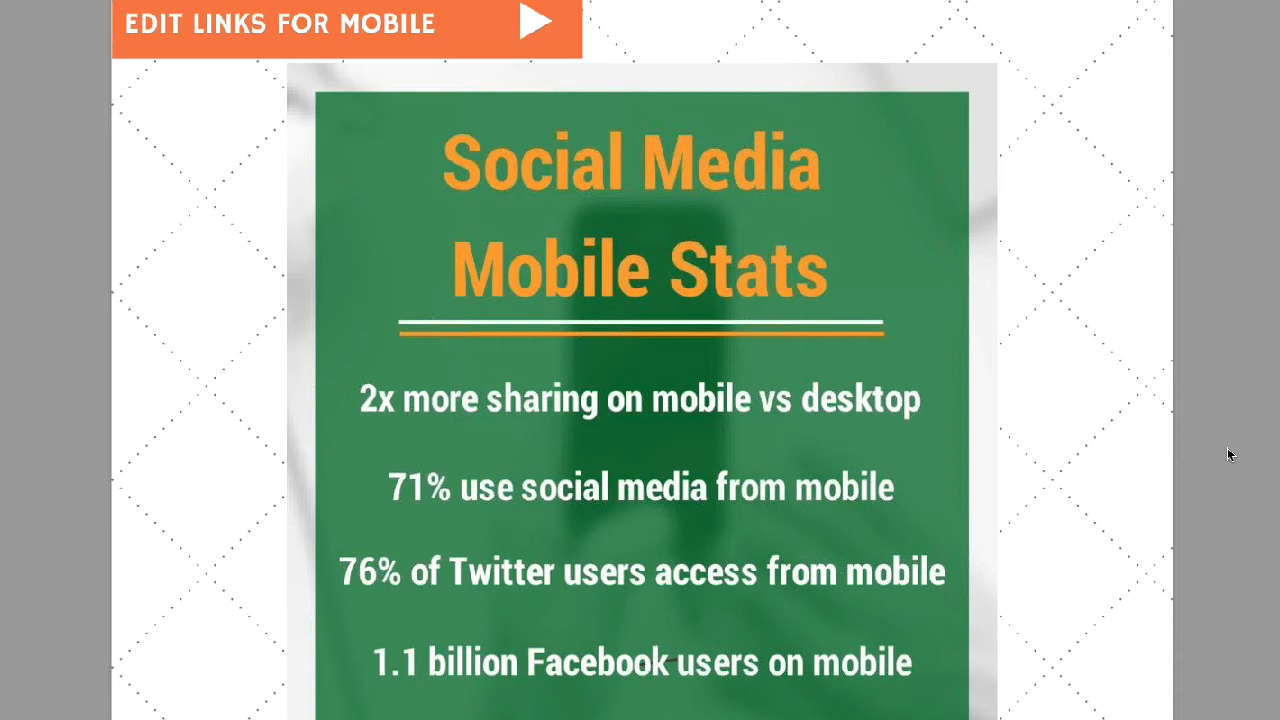 EDIT LINKS FOR MOBILE
Social Media
Mobile Stats
2x more sharing on mobile vs desktop
71% use social media from mobile
76% of Twitter users access from mobile
1.1 billion Facebook users on mobile